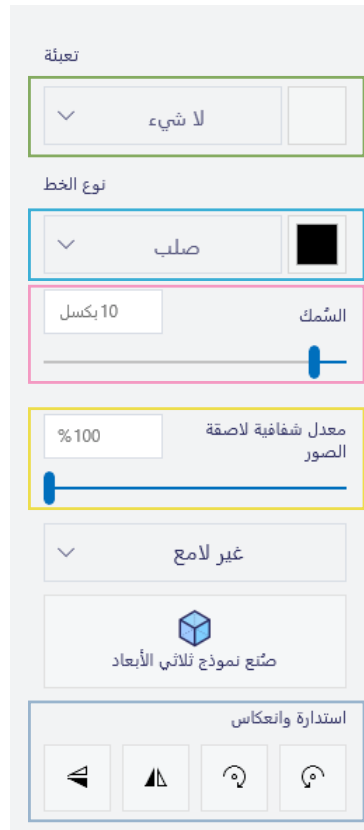 تعبئة
لا شيء
نوع الخط
صلب
السُمك
10 بكسل
معدل شفافية لاصقة
الصور
100%
غير لامع
صُنع نموذج ثلاثي الأبعاد
استدارة وانعكاس